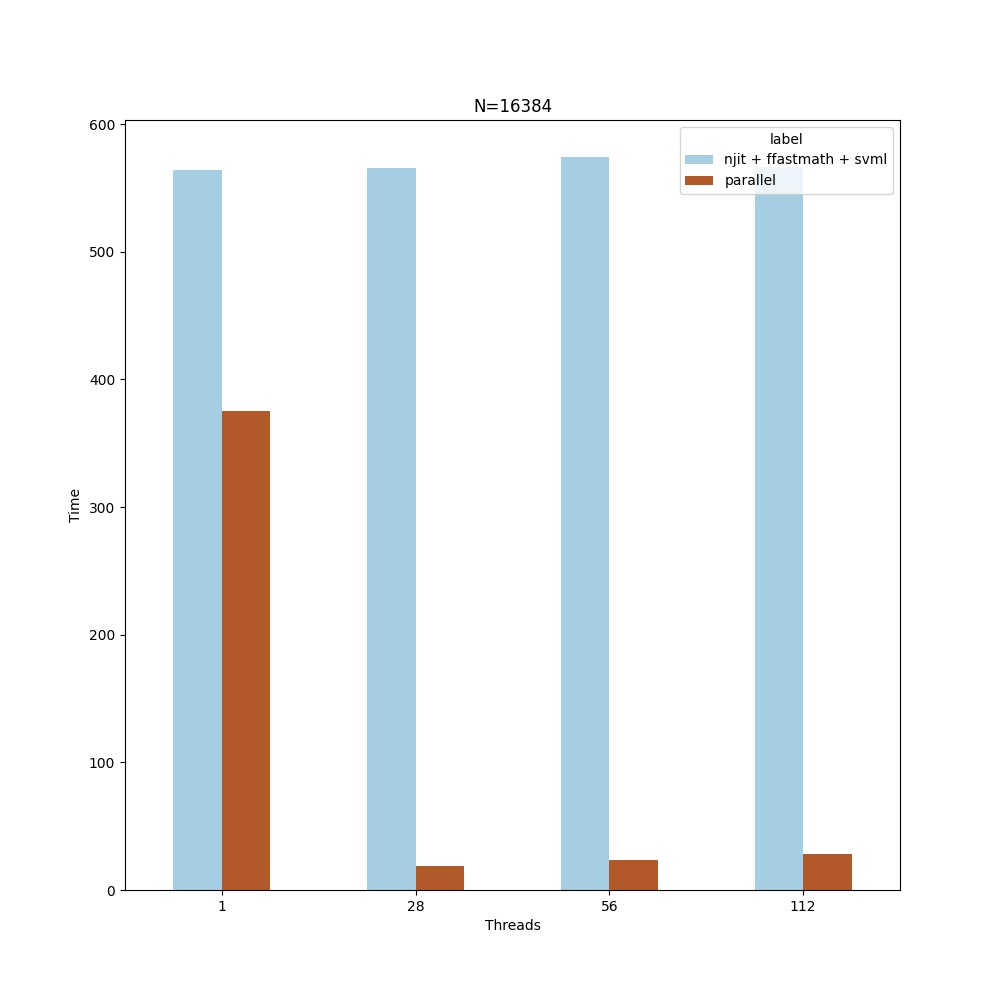 N=16384
label
njit + ffastmath + svml
parallel
600
500
400
300
200
100
0
Time
1
28
56
112
Threads